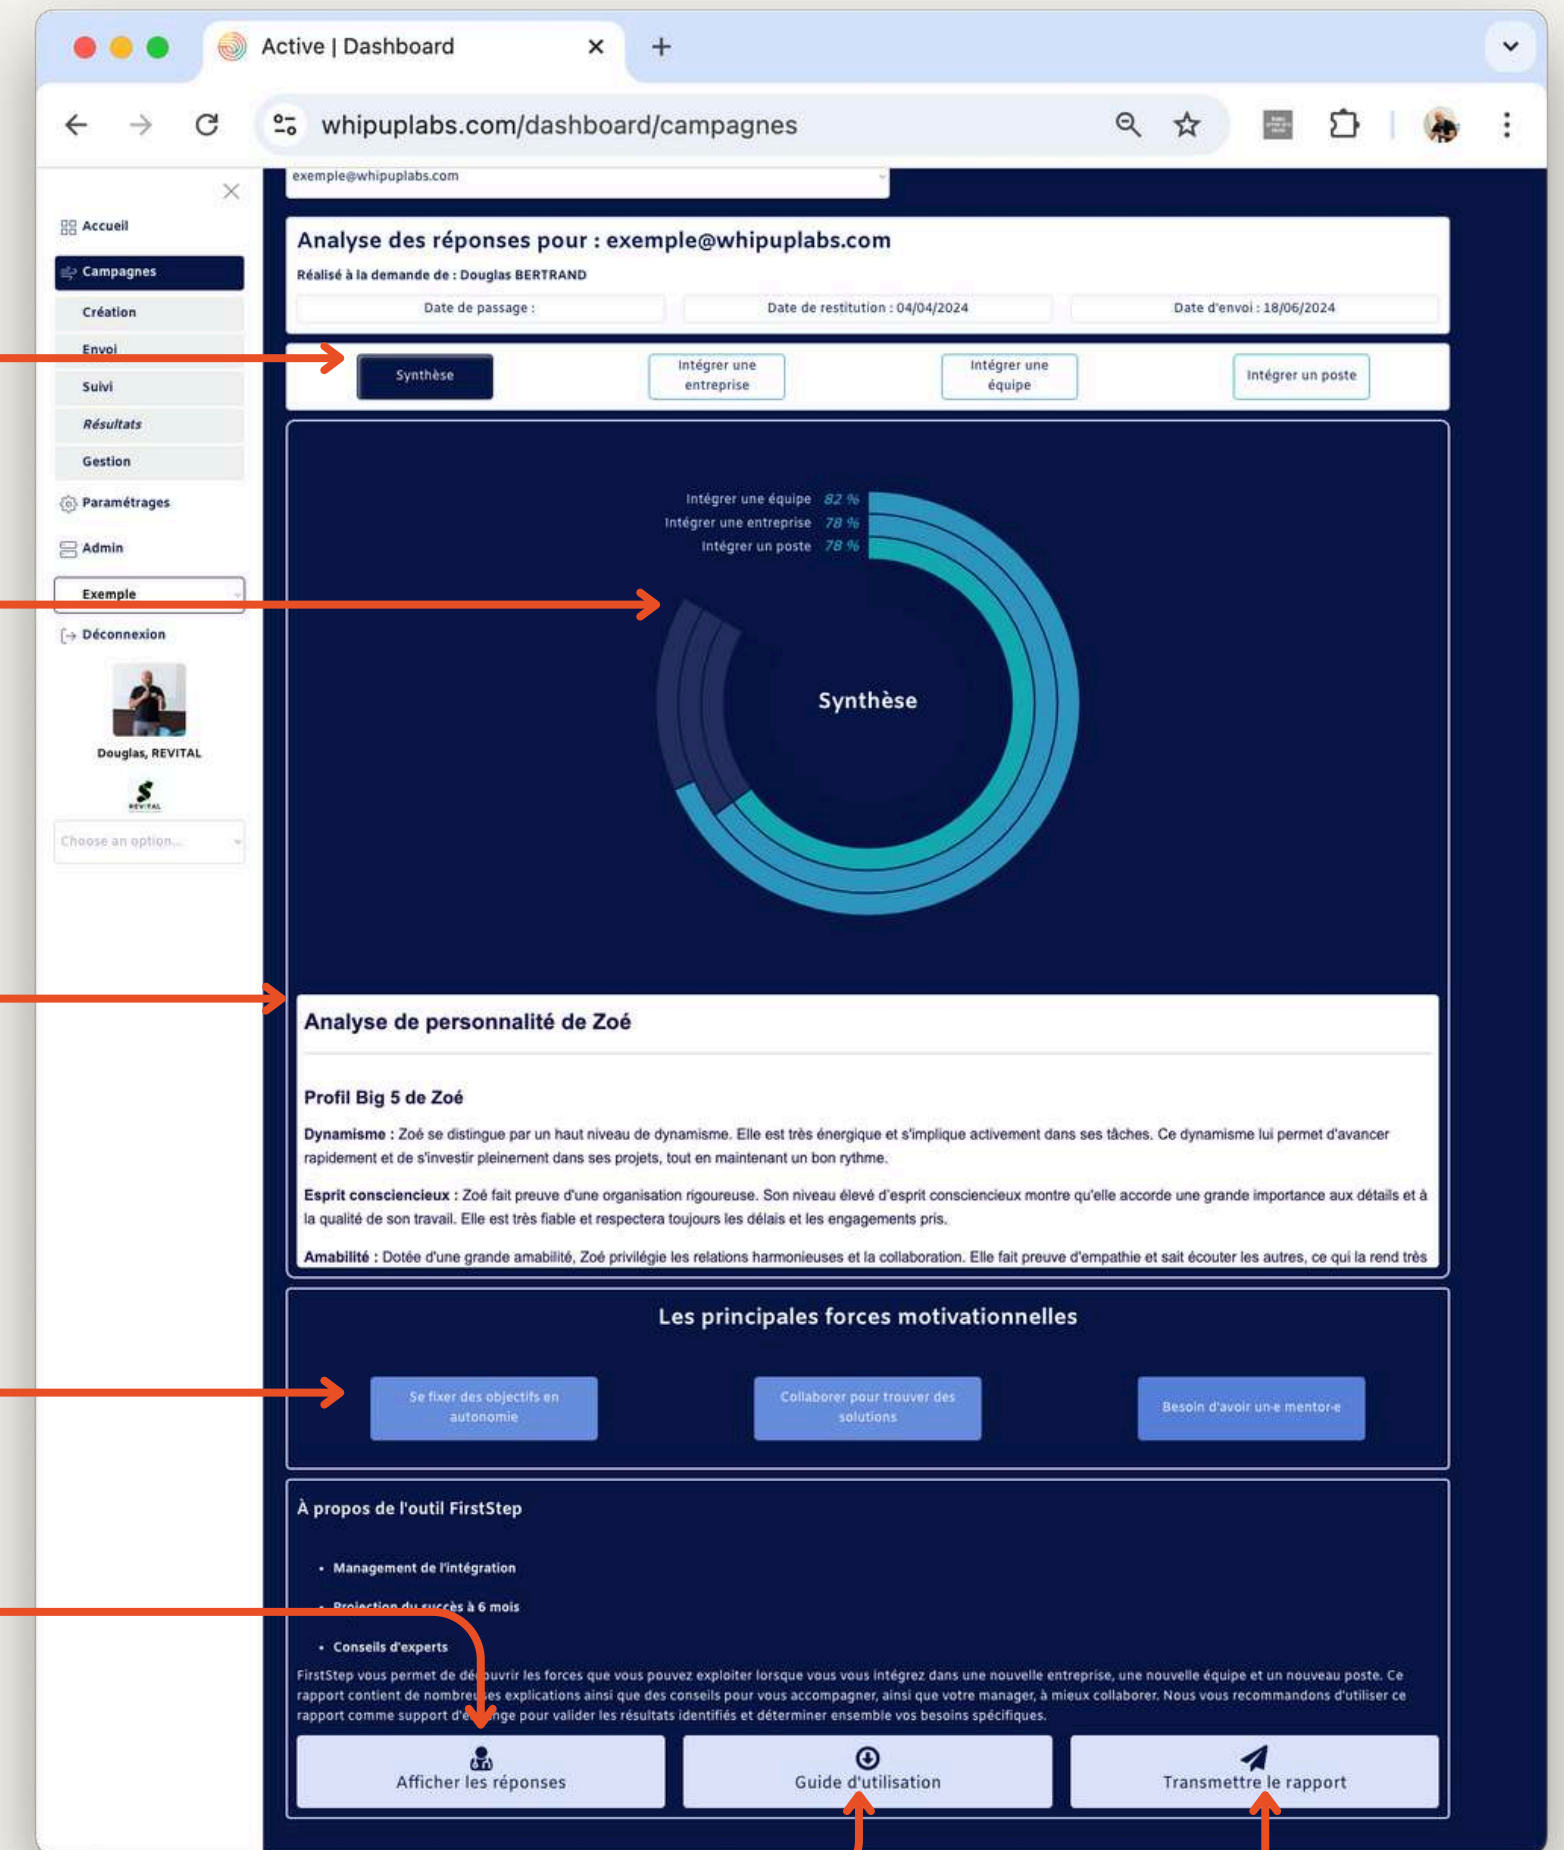 Active | Dashboard
whipuplabs.com/dashboard/campagnes
exemple@whipuplabs.com
Accueil
Campagnes
Création
Envoi
Suivi
Résultats
Gestion
Paramétrages
Admin
Exemple
Déconnexion
Douglas, REVITAL
REVITAL
Choose an option...
Analyse des réponses pour : exemple@whipuplabs.com
Réalisé à la demande de : Douglas BERTRAND
Date de passage :
Date de restitution : 04/04/2024
Date d'envoi : 18/06/2024
Synthèse
Intégrer une
entreprise
Intégrer une
équipe
Intégrer un poste
Intégrer une équipe 82 %
Intégrer une entreprise 78 %
Intégrer un poste 78 %
Synthèse
Analyse de personnalité de Zoé
Profil Big 5 de Zoé
Dynamisme : Zoé se distingue par un haut niveau de dynamisme. Elle est très énergique et s'implique activement dans ses tâches. Ce dynamisme lui permet d'avancer
rapidement et de s'investir pleinement dans ses projets, tout en maintenant un bon rythme.
Esprit consciencieux : Zoé fait preuve d'une organisation rigoureuse. Son niveau élevé d'esprit consciencieux montre qu'elle accorde une grande importance aux détails et à
la qualité de son travail. Elle est très fiable et respectera toujours les délais et les engagements pris.
Amabilité : Dotée d'une grande amabilité, Zoé privilégie les relations harmonieuses et la collaboration. Elle fait preuve d'empathie et sait écouter les autres, ce qui la rend très
Les principales forces motivationnelles
Se fixer des objectifs en
autonomie
Collaborer pour trouver des
solutions
Besoin d'avoir un·e mentor·e
À propos de l'outil FirstStep
• Management de l'intégration
• Projection du succès à 6 mois
• Conseils d'experts
FirstStep vous permet de découvrir les forces que vous pouvez exploiter lorsque vous vous intégrez dans une nouvelle entreprise, une nouvelle équipe et un nouveau poste. Ce
rapport contient de nombreuses explications ainsi que des conseils pour vous accompagner, ainsi que votre manager, à mieux collaborer. Nous vous recommandons d'utiliser ce
rapport comme support d'échange pour valider les résultats identifiés et déterminer ensemble vos besoins spécifiques.
Afficher les réponses
Guide d'utilisation
Transmettre le rapport